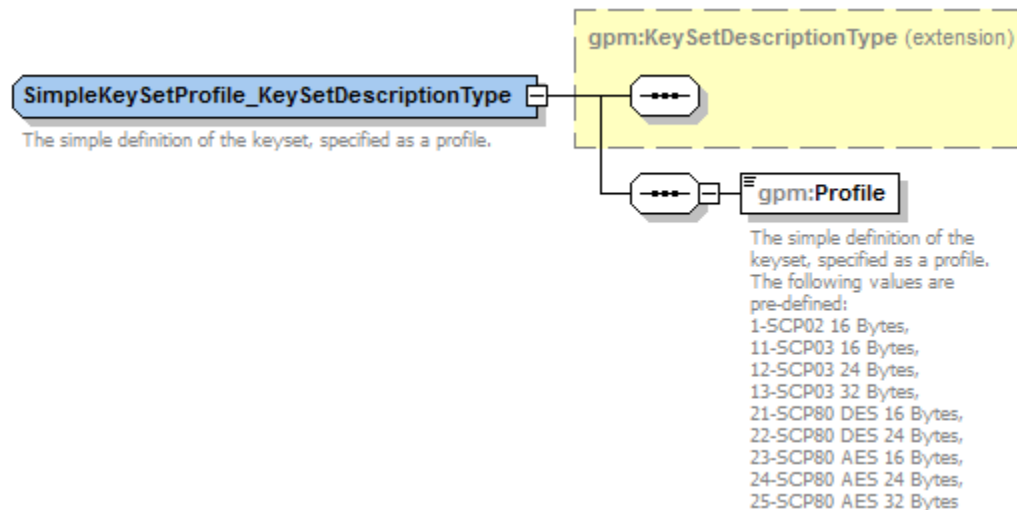 gpm:KeySetDescriptionType (extension)
SimpleKeySetProfile_KeySetDescriptionType
The simple definition of the keyset, specified as a profile.
gpm:Profile
The simple definition of the
keyset, specified as a profile.
The following values are
pre-defined:
1-SCP02 16 Bytes,
11-SCP03 16 Bytes,
12-SCP03 24 Bytes,
13-SCP03 32 Bytes,
21-SCP80 DES 16 Bytes,
22-SCP80 DES 24 Bytes,
23-SCP80 AES 16 Bytes,
24-SCP80 AES 24 Bytes,
25-SCP80 AES 32 Bytes